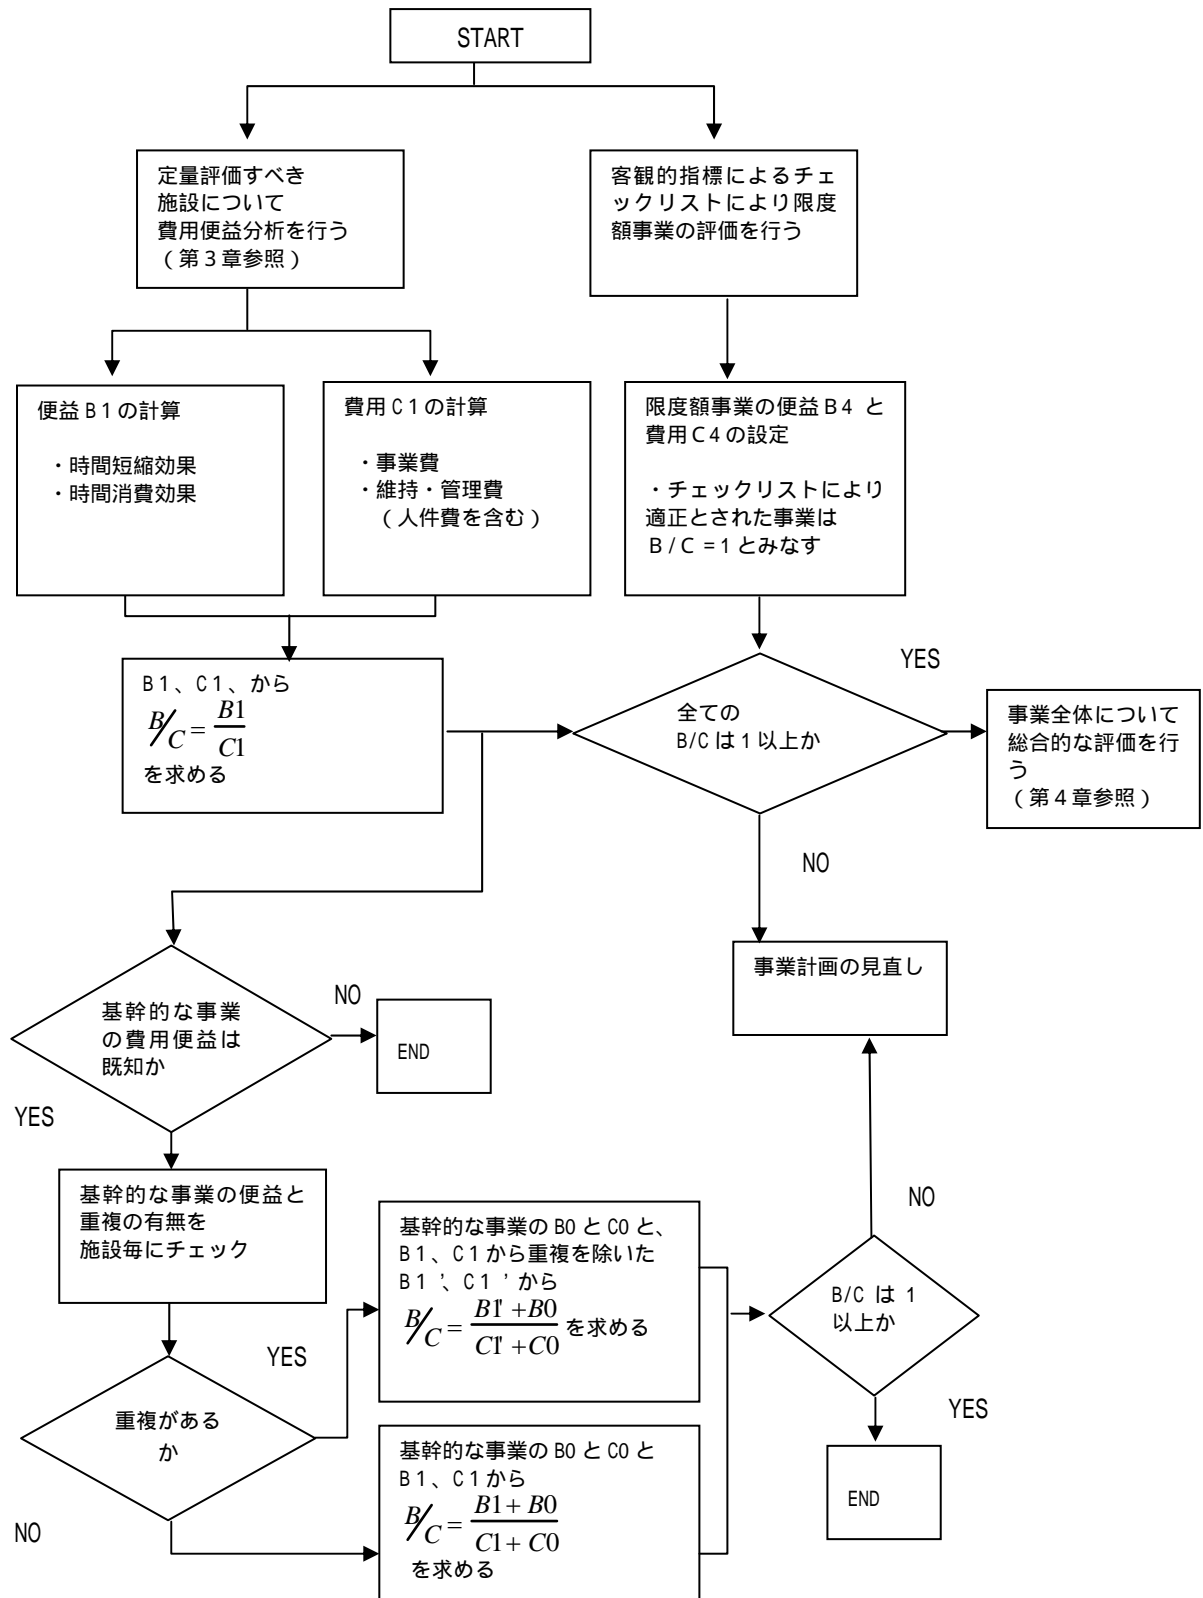 START
定量評価すべき
施設について
費用便益分析を行う
(第3章参照)
客観的指標によるチェ
ックリストにより限度
額事業の評価を行う
便益B1の計算
・時間短縮効果
・時間消費効果
費用C1の計算
・事業費
・維持・管理費
(人件費を含む)
限度額事業の便益B4 と
費用C4の設定
・チェックリストにより
適正とされた事業は
B/C =1とみなす
B1、C1、から
B/C = B1/C1
を求める
全ての
B/Cは1以上か
YES
事業全体について
総合的な評価を行
う
(第4章参照)
NO
事業計画の見直し
基幹的な事業
の費用便益は
既知か
NO
END
YES
基幹的な事業の便益と
重複の有無を
施設毎にチェック
基幹的な事業の B0 と C0 と、
B1、C1から重複を除いた
B1 '、C1 'から
B/C = B1'+B0/C1'+C0 を求める
NO
B/C は 1
以上か
YES
重複がある
か
YES
END
基幹的な事業の B0 と C0 と
B1、C1から
B/C = B1+B0/C1+C0
を求める
NO